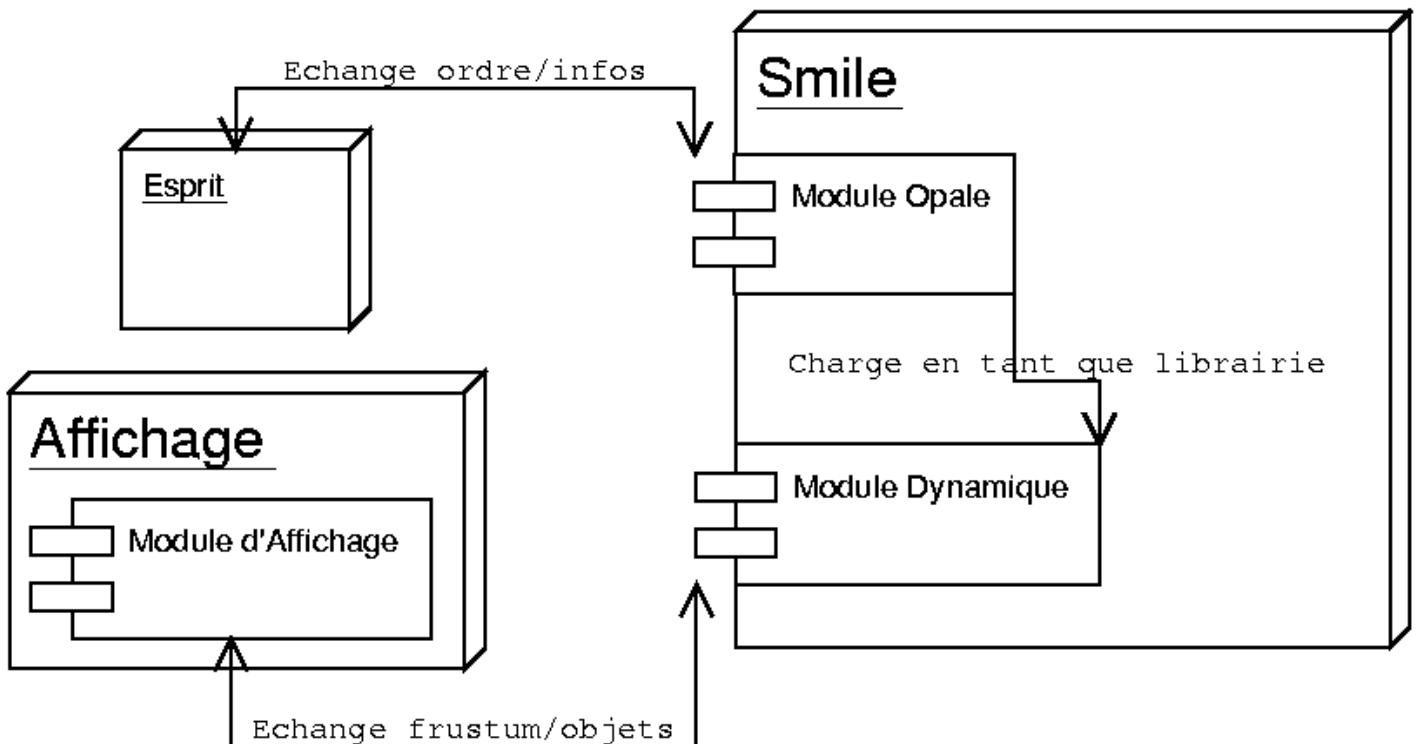 Echange ordre/infos
Smile
Esprit
Module Opale
Charge en tant que librairie
Affichage
Module Dynamique
Module d'Affichage
Echange frustum/objets